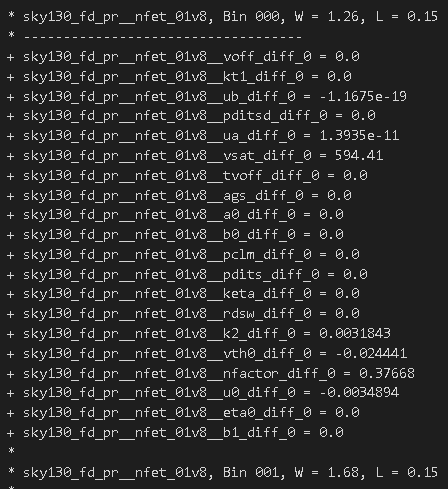 * sky130_fd_pr__nfet_01v8, Bin 000, W = 1.26, L = 0.15
* -----------------------------------
+ sky130_fd_pr__nfet_01v8__voff_diff_0 = 0.0
+ sky130_fd_pr__nfet_01v8__kt1_diff_0 = 0.0
+ sky130_fd_pr__nfet_01v8__ub_diff_0 = -1.1675e-19
+ sky130_fd_pr__nfet_01v8__pditsd_diff_0 = 0.0
+ sky130_fd_pr__nfet_01v8__ua_diff_0 = 1.3935e-11
+ sky130_fd_pr__nfet_01v8__vsat_diff_0 = 594.41
+ sky130_fd_pr__nfet_01v8__tvoff_diff_0 = 0.0
+ sky130_fd_pr__nfet_01v8__ags_diff_0 = 0.0
+ sky130_fd_pr__nfet_01v8__a0_diff_0 = 0.0
+ sky130_fd_pr__nfet_01v8__b0_diff_0 = 0.0
+ sky130_fd_pr__nfet_01v8__pclm_diff_0 = 0.0
+ sky130_fd_pr__nfet_01v8__pdits_diff_0 = 0.0
+ sky130_fd_pr__nfet_01v8__keta_diff_0 = 0.0
+ sky130_fd_pr__nfet_01v8__rdsw_diff_0 = 0.0
+ sky130_fd_pr__nfet_01v8__k2_diff_0 = 0.0031843
+ sky130_fd_pr__nfet_01v8__vth0_diff_0 = -0.024441
+ sky130_fd_pr__nfet_01v8__nfactor_diff_0 = 0.37668
+ sky130_fd_pr__nfet_01v8__u0_diff_0 = -0.0034894
+ sky130_fd_pr__nfet_01v8__eta0_diff_0 = 0.0
+ sky130_fd_pr__nfet_01v8__b1_diff_0 = 0.0
*
* sky130_fd_pr__nfet_01v8, Bin 001, W = 1.68, L = 0.15
*